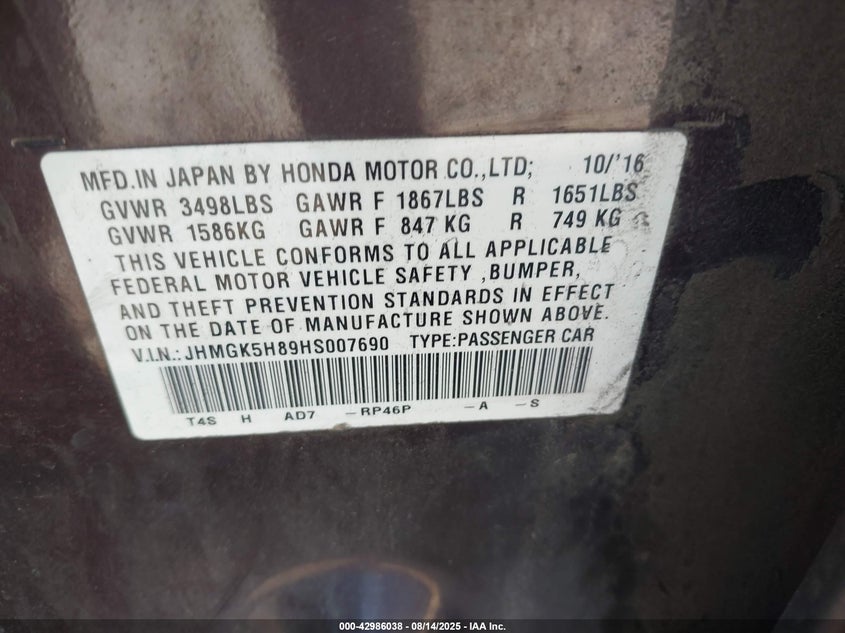 MFD.IN JAPAN BY HONDA MOTOR CO.,LTD; 10/'16
GVWR 3498LBS GAWR F 1867LBS R 1651LBS
GVWR 1586KG GAWR F 847 KG R 749 KG
THIS VEHICLE CONFORMS TO ALL APPLICABLE
FEDERAL MOTOR VEHICLE SAFETY ,BUMPER,
AND THEFT PREVENTION STANDARDS IN EFFECT
ON THE DATE OF MANUFACTURE SHOWN ABOVE.
V.I.N.: JHMGK5H89HS007690 TYPE:PASSENGER CAR
T4S H AD7 -RP46P -A -S
000-42986038 - 08/14/2025 - IAA Inc.